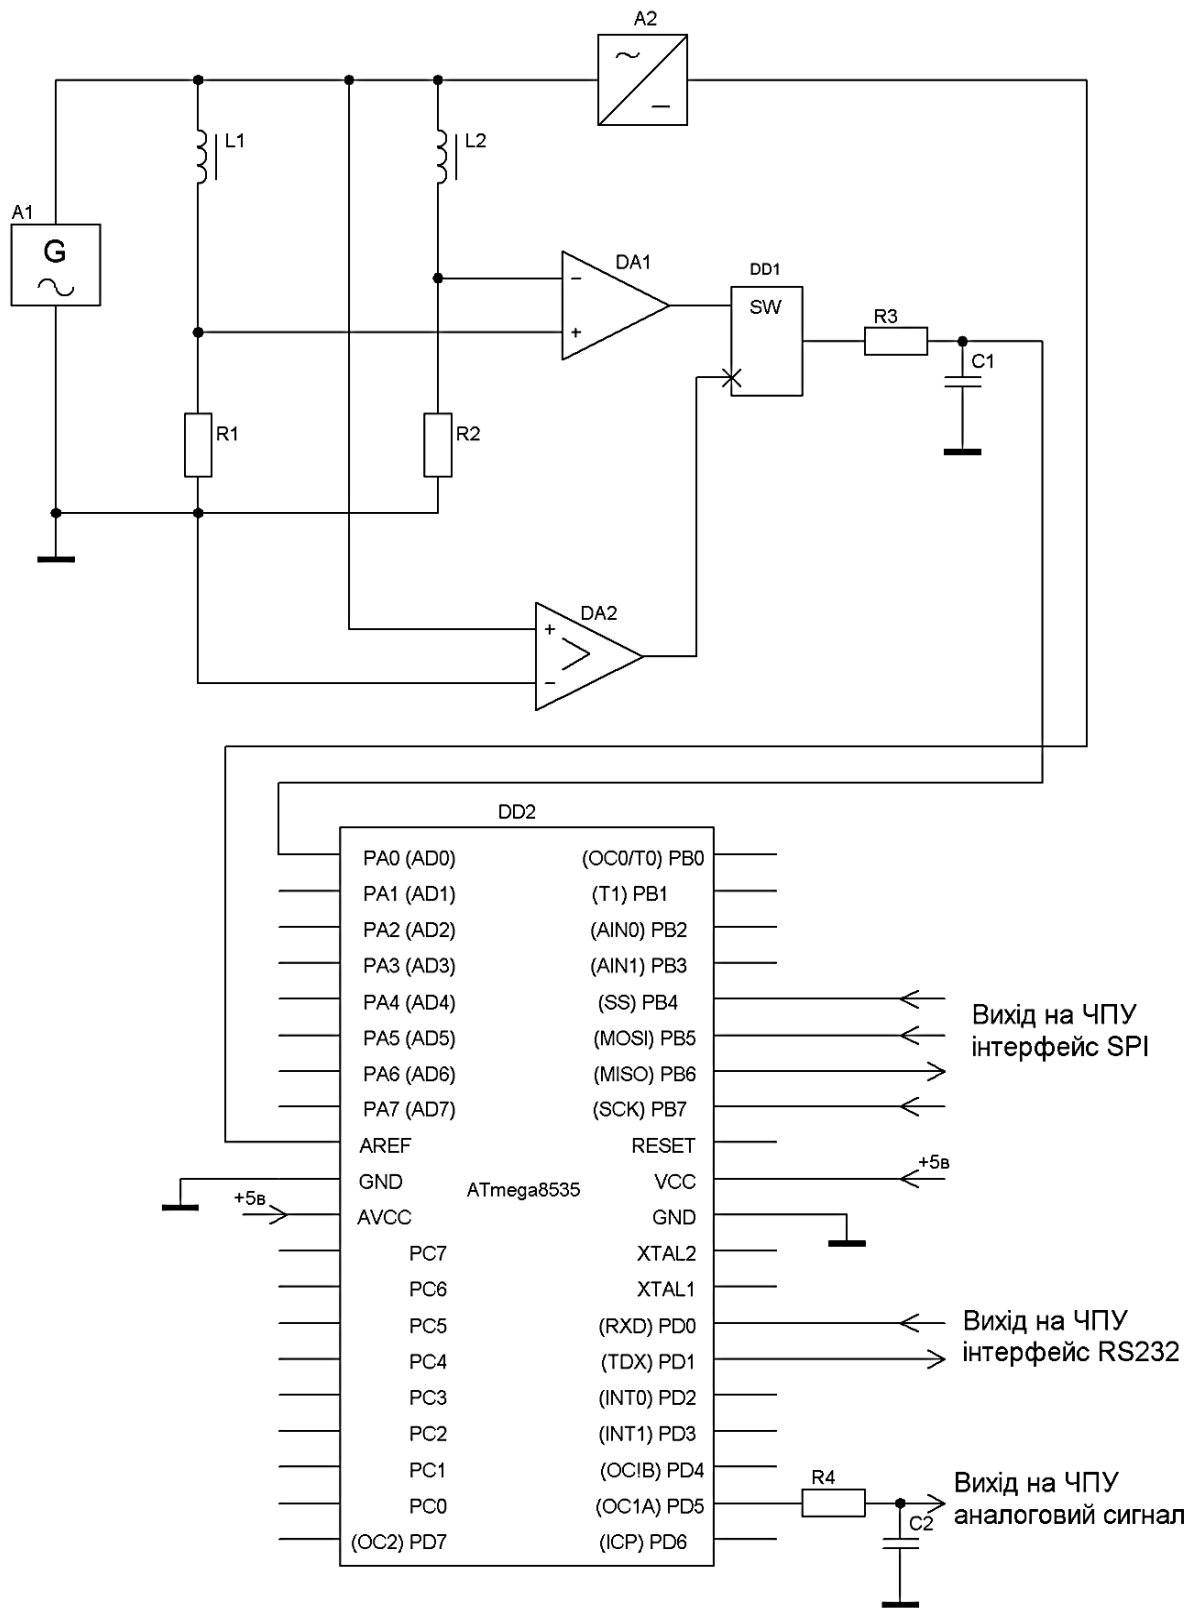 A2
L1
L2
A1
G
DA1
DD1
−
SW
+
R3
C1
R1
R2
DA2
+
−
DD2
PA0 (AD0)
(OC0/T0) PB0
PA1 (AD1)
(T1) PB1
PA2 (AD2)
(AIN0) PB2
PA3 (AD3)
(AIN1) PB3
PA4 (AD4)
(SS) PB4
Вихід на ЧПУ
інтерфейс SPI
PA5 (AD5)
(MOSI) PB5
PA6 (AD6)
(MISO) PB6
PA7 (AD7)
(SCK) PB7
AREF
RESET
GND
ATmega8535
VCC
+5в
+5в
AVCC
GND
PC7
XTAL2
PC6
XTAL1
PC5
(RXD) PD0
Вихід на ЧПУ
інтерфейс RS232
PC4
(TDX) PD1
PC3
(INT0) PD2
PC2
(INT1) PD3
PC1
(OCIB) PD4
R4
Вихід на ЧПУ
аналоговий сигнал
PC0
(OC1A) PD5
C2
(OC2) PD7
(ICP) PD6